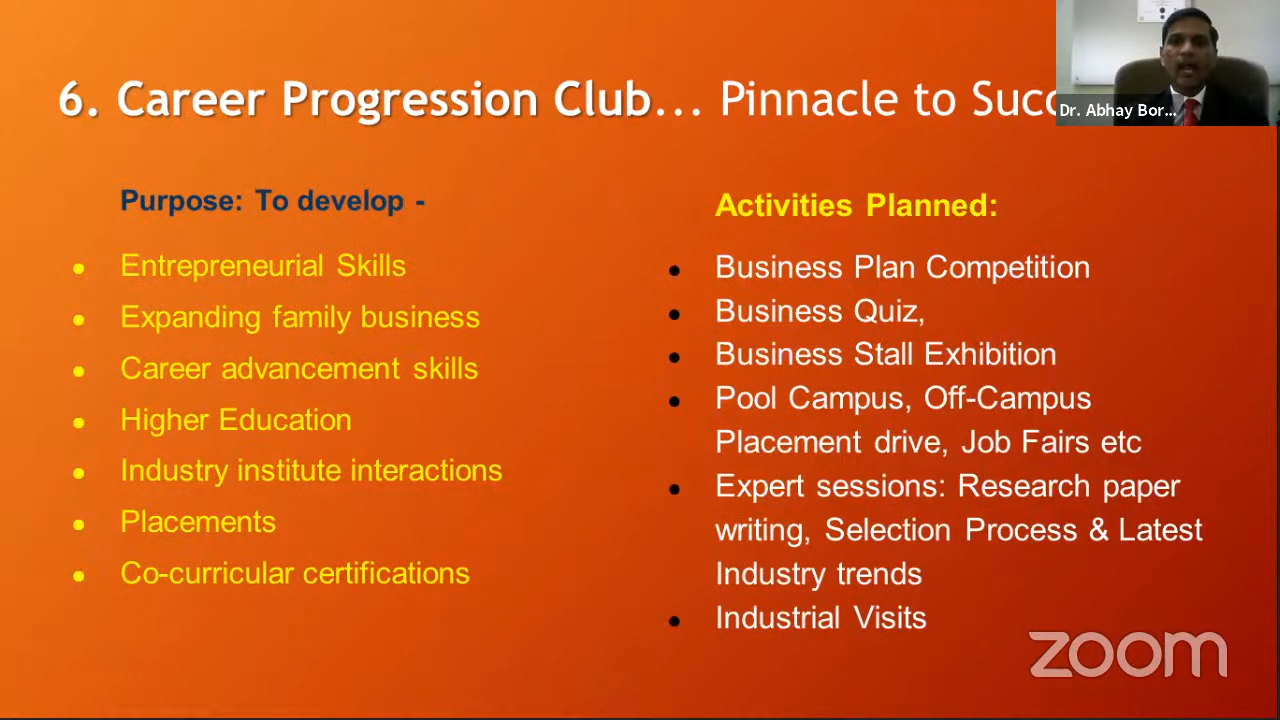 6. Career Progression Club... Pinnacle to Succ
Dr. Abhay Bor...
Purpose: To develop -
Entrepreneurial Skills
Expanding family business
Career advancement skills
Higher Education
Industry institute interactions
Placements
Co-curricular certifications
Activities Planned:
Business Plan Competition
Business Quiz,
Business Stall Exhibition
Pool Campus, Off-Campus
Placement drive, Job Fairs etc
Expert sessions: Research paper
writing, Selection Process & Latest
Industry trends
Industrial Visits
zoom